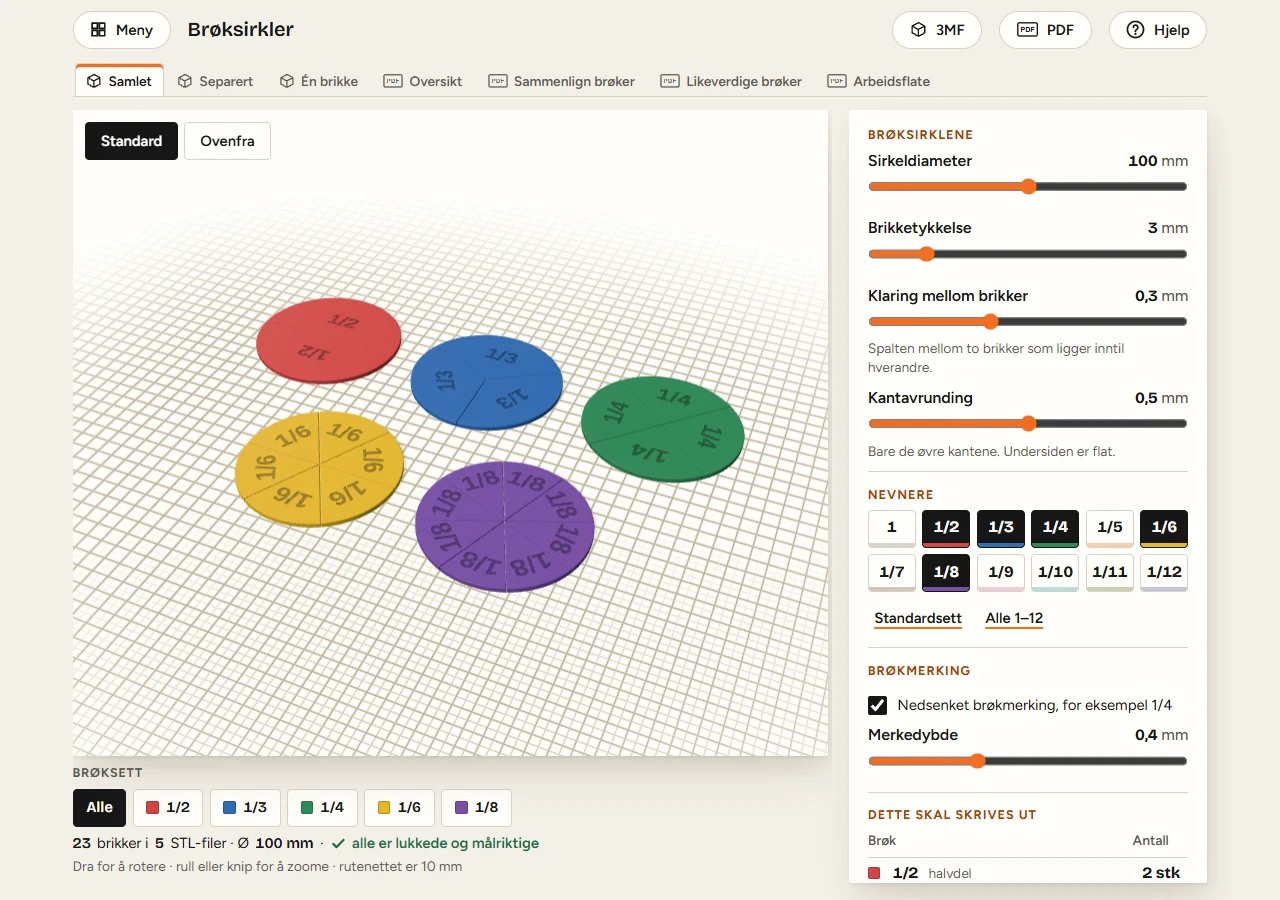 Meny
Brøksirkler
3MF
PDF PDF
Hjelp
Samlet
Separert
Én brikke
PDF Oversikt
PDF Sammenlign brøker
PDF Likeverdige brøker
PDF Arbeidsflate
Standard
Ovenfra
1/2
1/2
1/3
1/3
1/3
1/4
1/4
1/4
1/4
1/6
1/6
1/6
1/6
1/6
1/6
1/8
1/8
1/8
1/8
1/8
1/8
1/8
1/8
BRØKSETT
Alle
1/2
1/3
1/4
1/6
1/8
23 brikker i 5 STL-filer · Ø 100 mm · ✓ alle er lukkede og målriktige
Dra for å rotere · rull eller knip for å zoome · rutenettet er 10 mm
BRØKSIRKLENE
Sirkeldiameter 100 mm
Brikketykkelse 3 mm
Klaring mellom brikker 0,3 mm
Spalten mellom to brikker som ligger inntil
hverandre.
Kantavrunding 0,5 mm
Bare de øvre kantene. Undersiden er flat.
NEVNERE
1 1/2 1/3 1/4 1/5 1/6
1/7 1/8 1/9 1/10 1/11 1/12
Standardsett Alle 1–12
BRØKMERKING
Nedsenket brøkmerking, for eksempel 1/4
Merkedybde 0,4 mm
DETTE SKAL SKRIVES UT
Brøk Antall
1/2 halvdel 2 stk